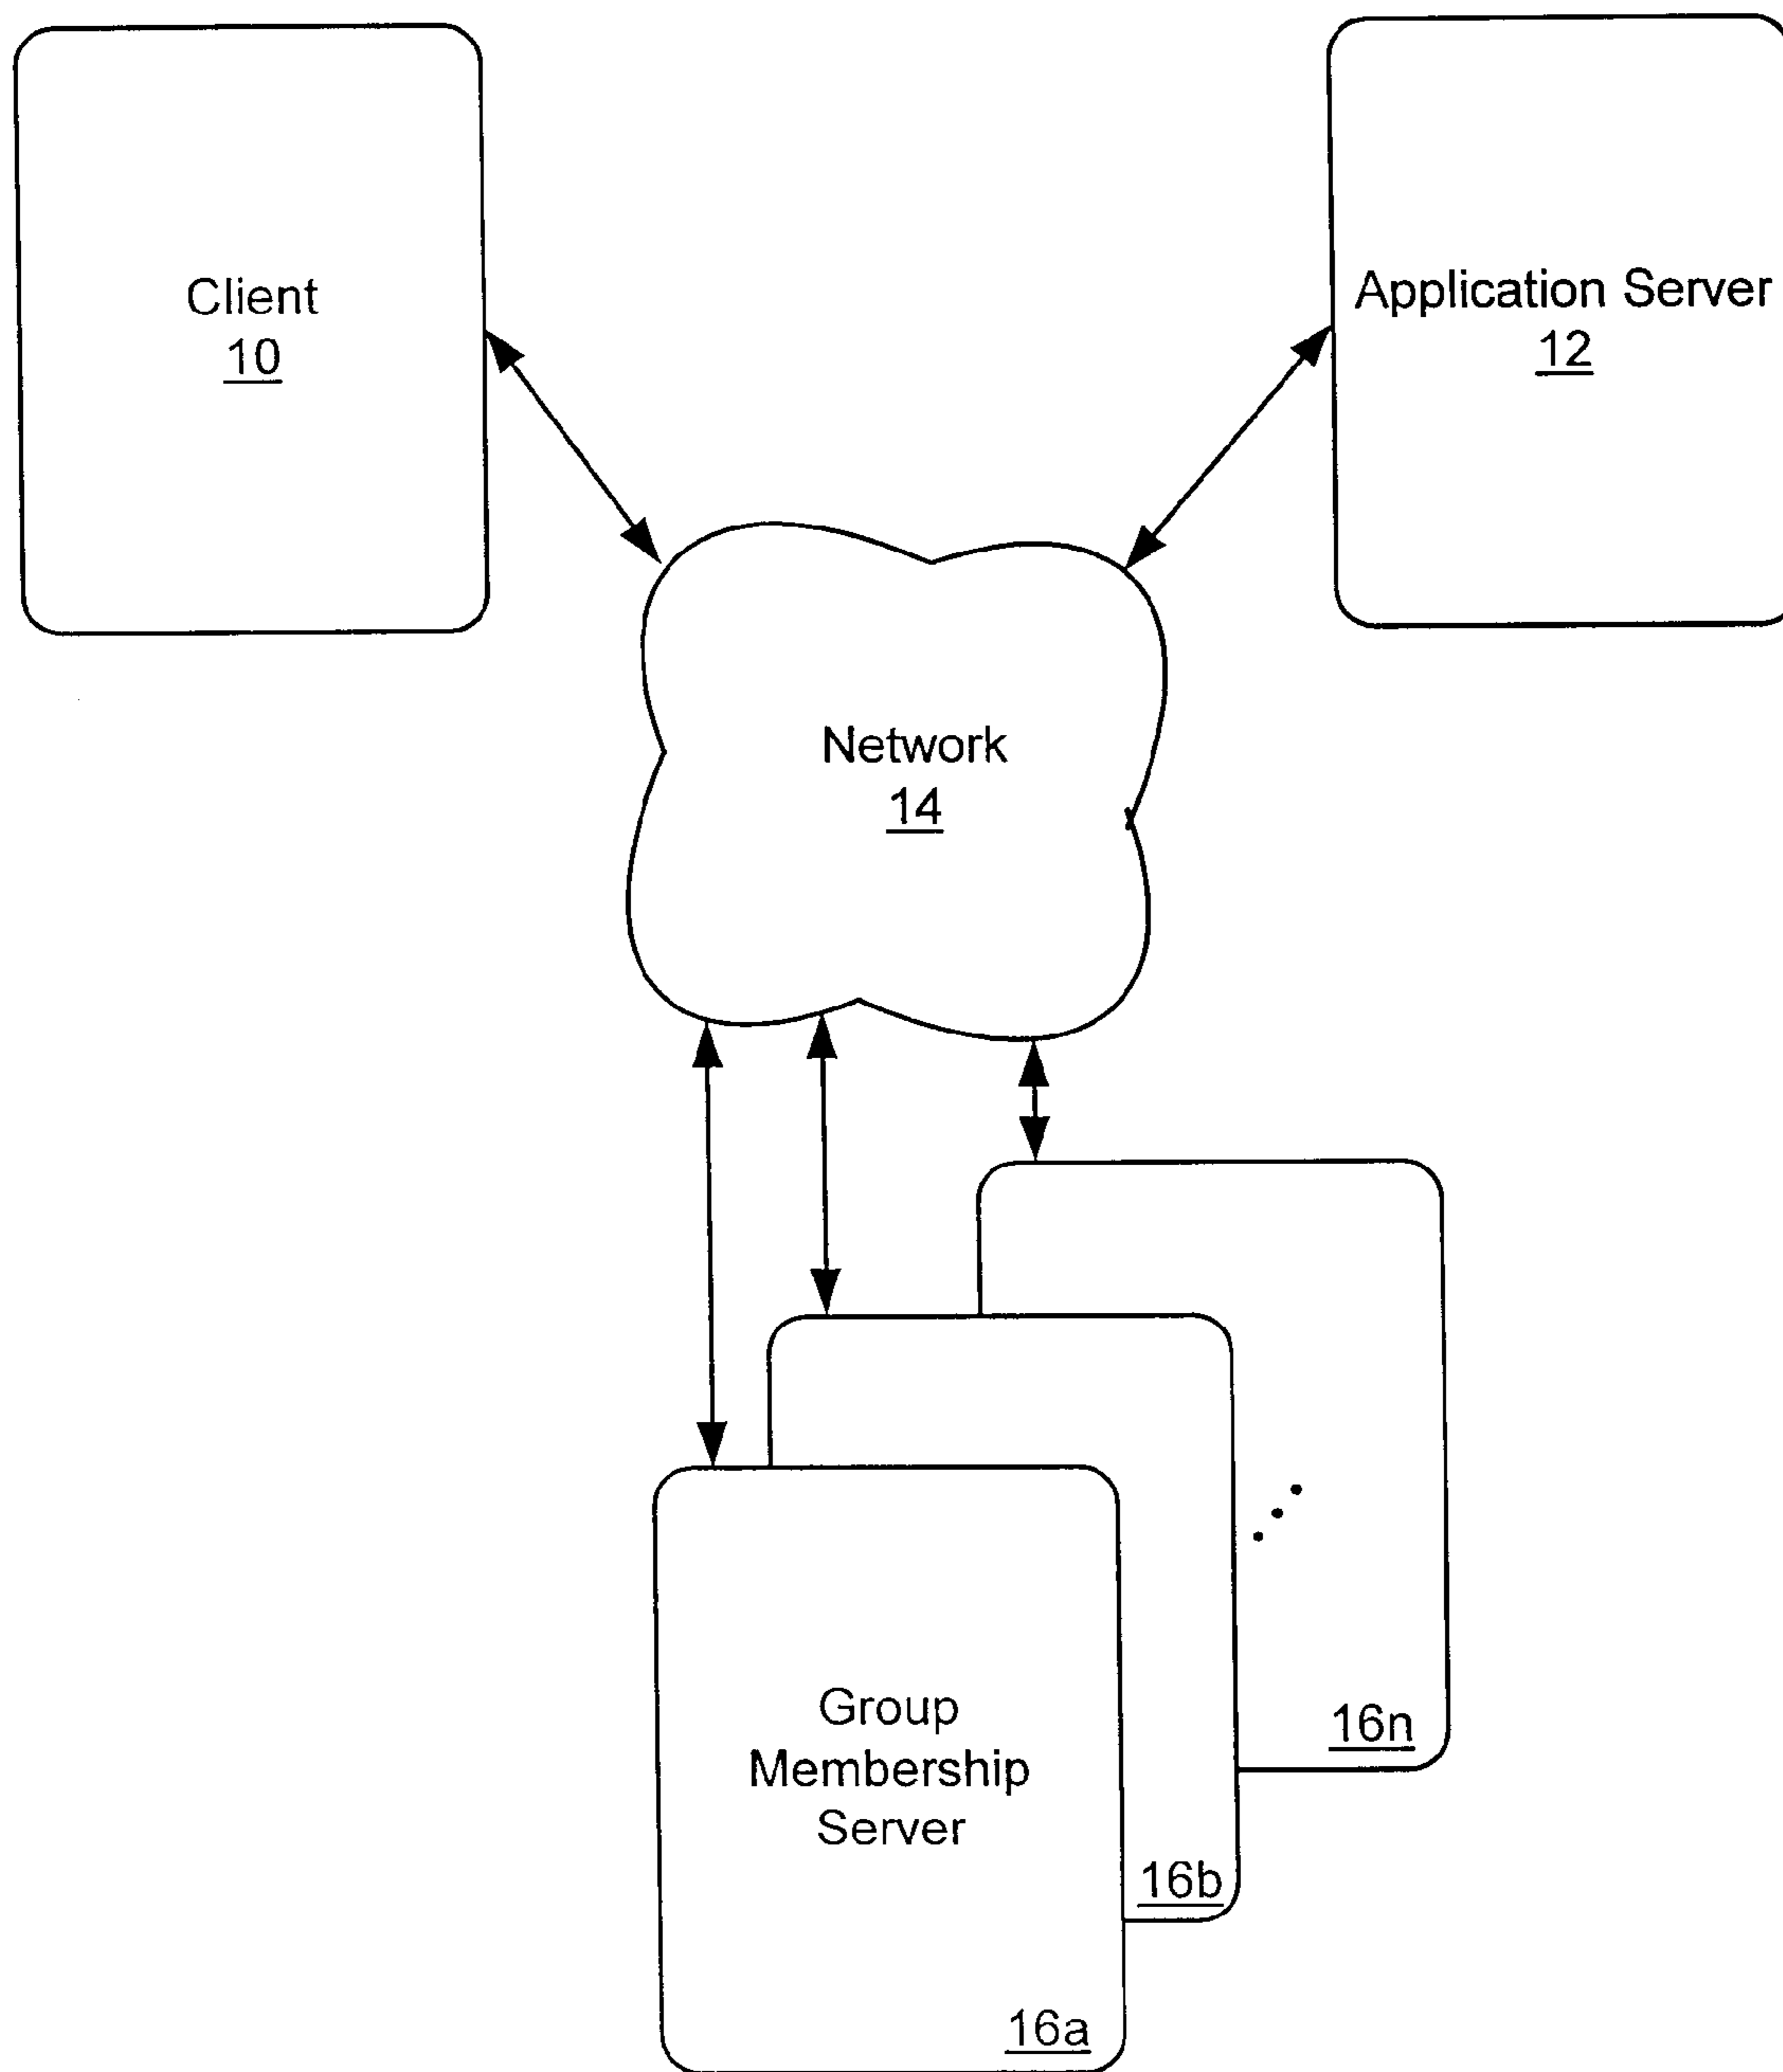 Client
10
Application Server
12
Network
14
Group
Membership
Server
16a
16b
16n